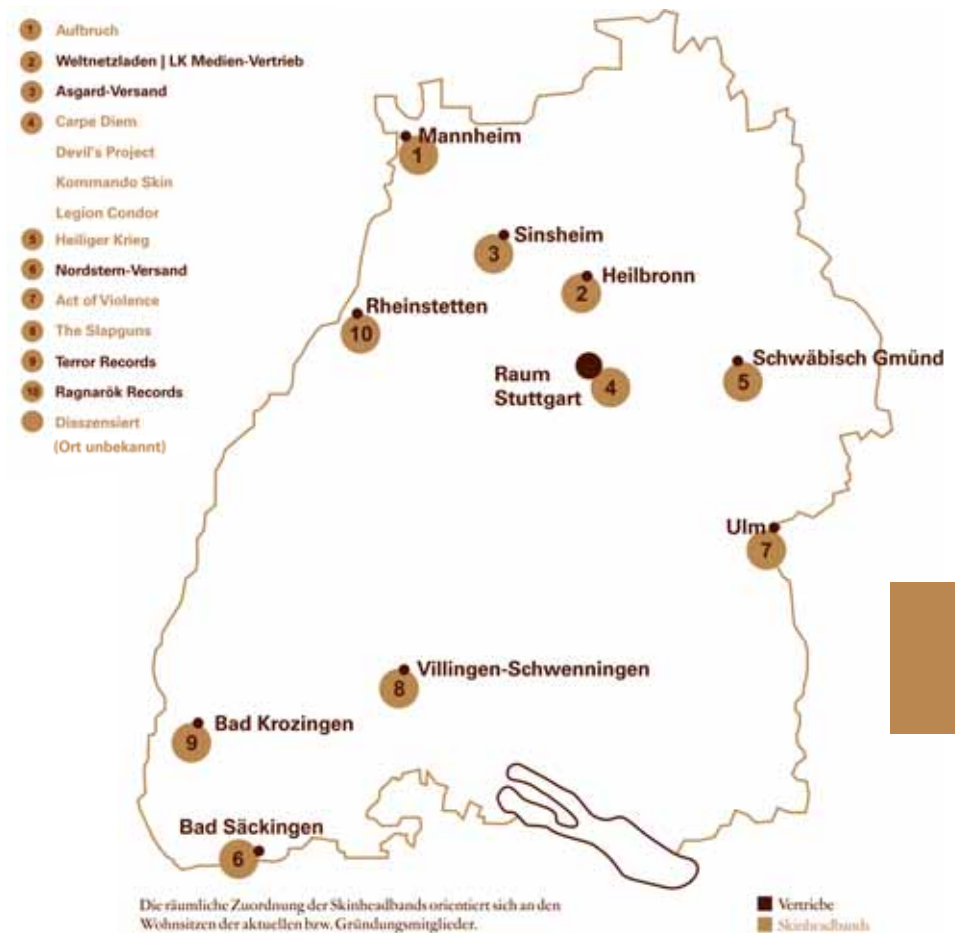 1 Aufbruch
2 Weltnetzladen | LK Medien-Vertrieb
3 Asgard-Versand
4 Carpe Diem
Devil's Project
Kommando Skin
Legion Condor
5 Heiliger Krieg
6 Nordstern-Versand
7 Act of Violence
8 The Slapguns
9 Terror Records
10 Ragnarök Records
Disszensiert
(Ort unbekannt)
Mannheim
1
Sinsheim
3
Heilbronn
2
Rheinstetten
10
Raum
Stuttgart
4
Schwäbisch Gmünd
5
Ulm
7
Villingen-Schwenningen
8
Bad Krozingen
9
Bad Säckingen
6
Die räumliche Zuordnung der Skinheadbands orientiert sich an den
Wohnsitzen der aktuellen bzw. Gründungsmitglieder.
Vertriebe
Skinheadbands